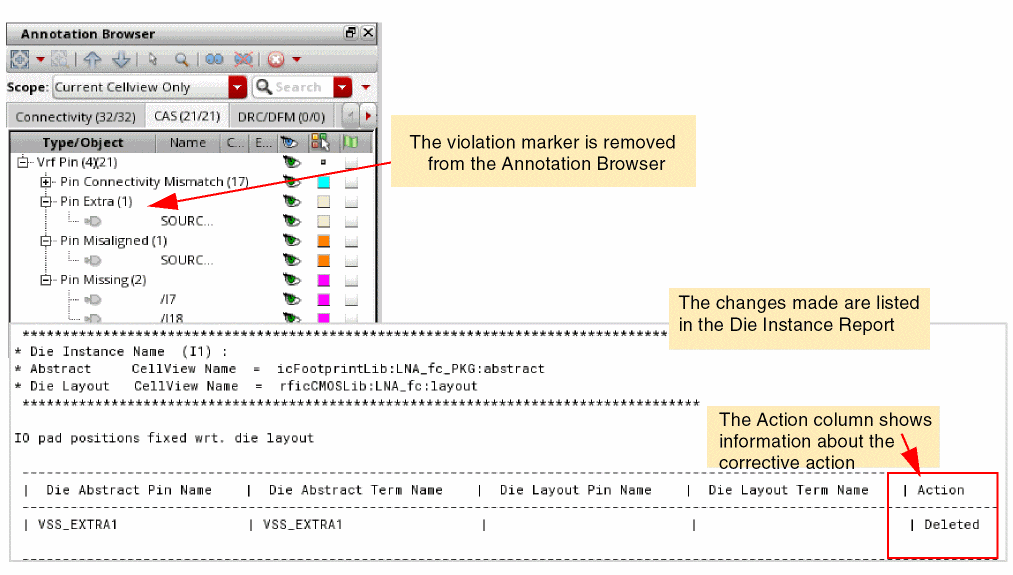 Annotation Browser
Scope: Current Cellview Only Search
Connectivity (32/32) CAS (21/21) DRC/DFM (0/0)
Type/Object Name C... E...
Vrf Pin (4)(21)
Pin Connectivity Mismatch (17)
Pin Extra (1)
SOURC...
Pin Misaligned (1)
SOURC...
Pin Missing (2)
/I7
/I18
The violation marker is removed
from the Annotation Browser
The changes made are listed
in the Die Instance Report
*********************************************************************************
* Die Instance Name (I1) :
* Abstract CellView Name = icFootprintLib:LNA_fc_PKG:abstract
* Die Layout CellView Name = rficCMOSLib:LNA_fc:layout
*************************************************************************************
The Action column shows
information about the
corrective action
IO pad positions fixed wrt. die layout
| Die Abstract Pin Name | Die Abstract Term Name | Die Layout Pin Name | Die Layout Term Name | Action
| VSS_EXTRA1 | VSS_EXTRA1 | | | Deleted